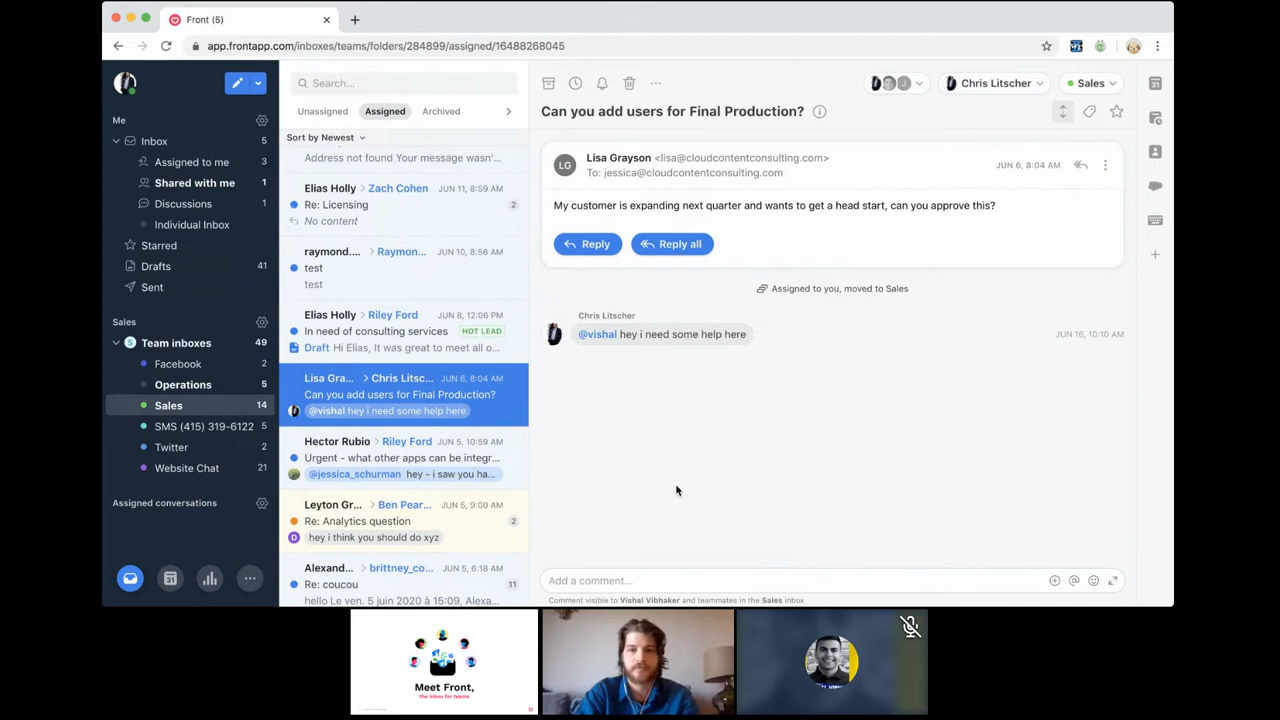 Front (5)
app.frontapp.com/inboxes/teams/folders/284899/assigned/16488268045
Me
Inbox 5
Assigned to me 3
Shared with me 1
Discussions 1
Individual Inbox
Starred
Drafts 41
Sent
Sales
Team inboxes 49
Facebook 2
Operations 5
Sales 14
SMS (415) 319-6122 5
Twitter 2
Website Chat 21
Assigned conversations
Search...
Unassigned Assigned Archived
Sort by Newest
Address not found Your message wasn'...
Elias Holly > Zach Cohen JUN 11, 8:59 AM
Re: Licensing 2
No content
raymond.... > Raymon... JUN 10, 8:56 AM
test
test
Elias Holly > Riley Ford JUN 8, 12:06 PM
In need of consulting services HOT LEAD
Draft Hi Elias, It was great to meet all o...
Lisa Gra... > Chris Litsc... JUN 6, 8:04 AM
Can you add users for Final Production?
@vishal hey i need some help here
Hector Rubio > Riley Ford JUN 5, 10:59 AM
Urgent - what other apps can be integr...
@jessica_schurman hey - i saw you ha...
Leyton Gr... > Ben Pear... JUN 5, 9:00 AM
Re: Analytics question 2
D hey i think you should do xyz
Alexand... > brittney_co... JUN 5, 6:18 AM
Re: coucou 11
hello Le ven. 5 juin 2020 à 15:09, Alexa...
J Chris Litscher Sales
Can you add users for Final Production?
LG
Lisa Grayson <lisa@cloudcontentconsulting.com>
To: jessica@cloudcontentconsulting.com
JUN 6, 8:04 AM
My customer is expanding next quarter and wants to get a head start, can you approve this?
Reply Reply all
Assigned to you, moved to Sales
Chris Litscher
@vishal hey i need some help here JUN 16, 10:10 AM
Add a comment...
Comment visible to Vishal Vibhaker and teammates in the Sales inbox
31
Meet Front,
the inbox for teams